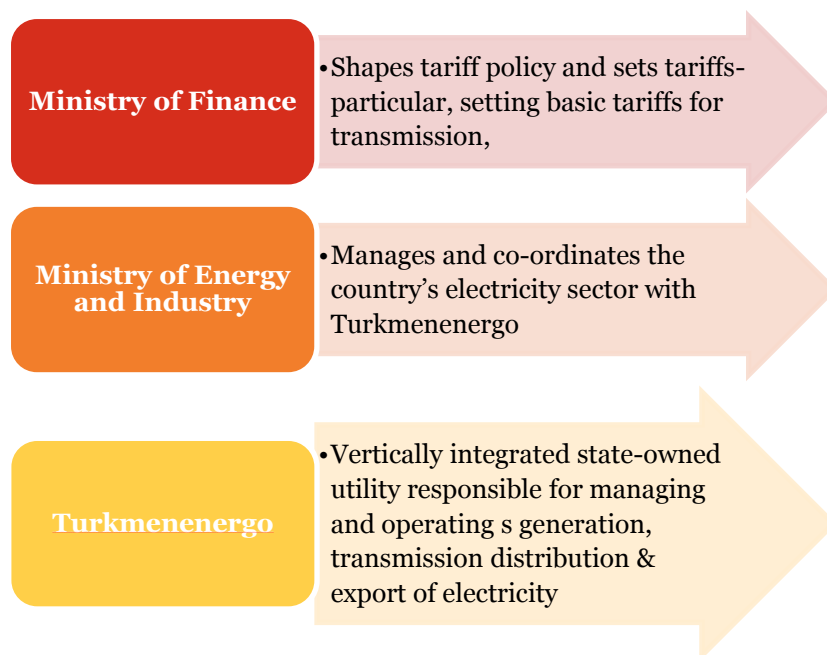 Ministry of Finance
•Shapes tariff policy and sets tariffs-
particular, setting basic tariffs for
transmission,
Ministry of Energy
and Industry
•Manages and co-ordinates the
country’s electricity sector with
Turkmenenergo
Turkmenenergo
•Vertically integrated state-owned
utility responsible for managing
and operating s generation,
transmission distribution &
export of electricity